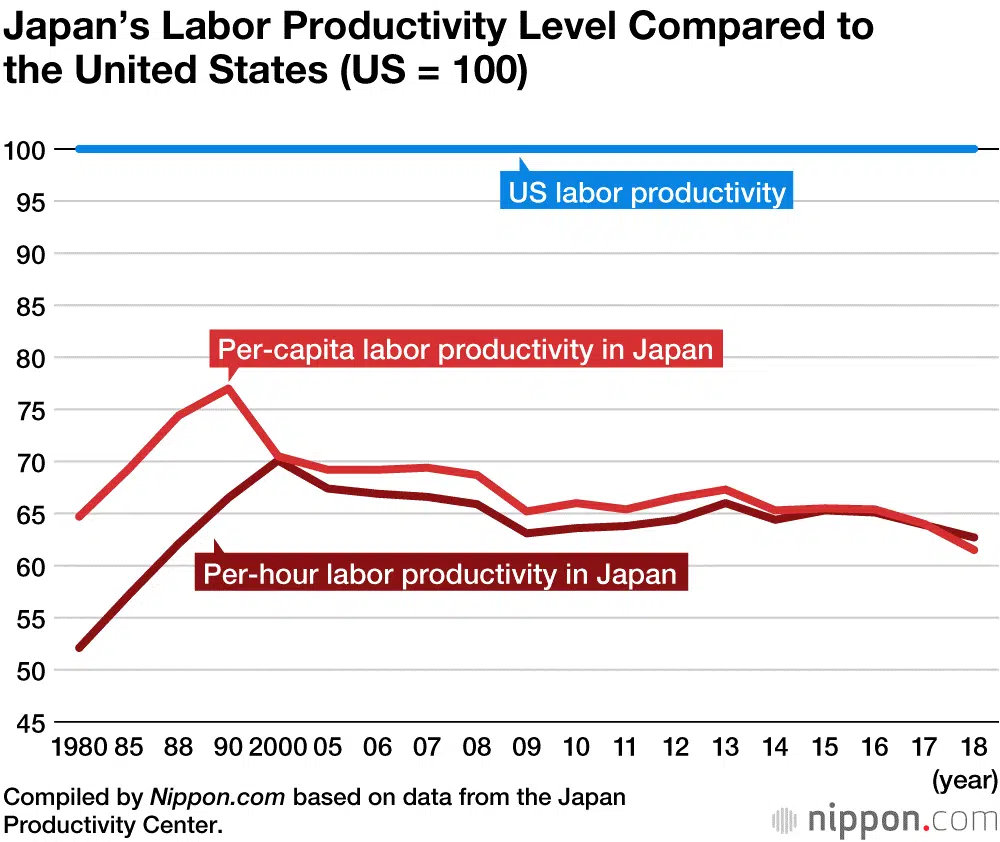 Japan’s Labor Productivity Level Compared to
the United States (US = 100)
100
US labor productivity
95
90
85
80
Per-capita labor productivity in Japan
75
70
65
60
Per-hour labor productivity in Japan
55
50
45
1980 85 88 90 2000 05 06 07 08 09 10 11 12 13 14 15 16 17 18
(year)
Compiled by Nippon.com based on data from the Japan
Productivity Center.
nippon.com